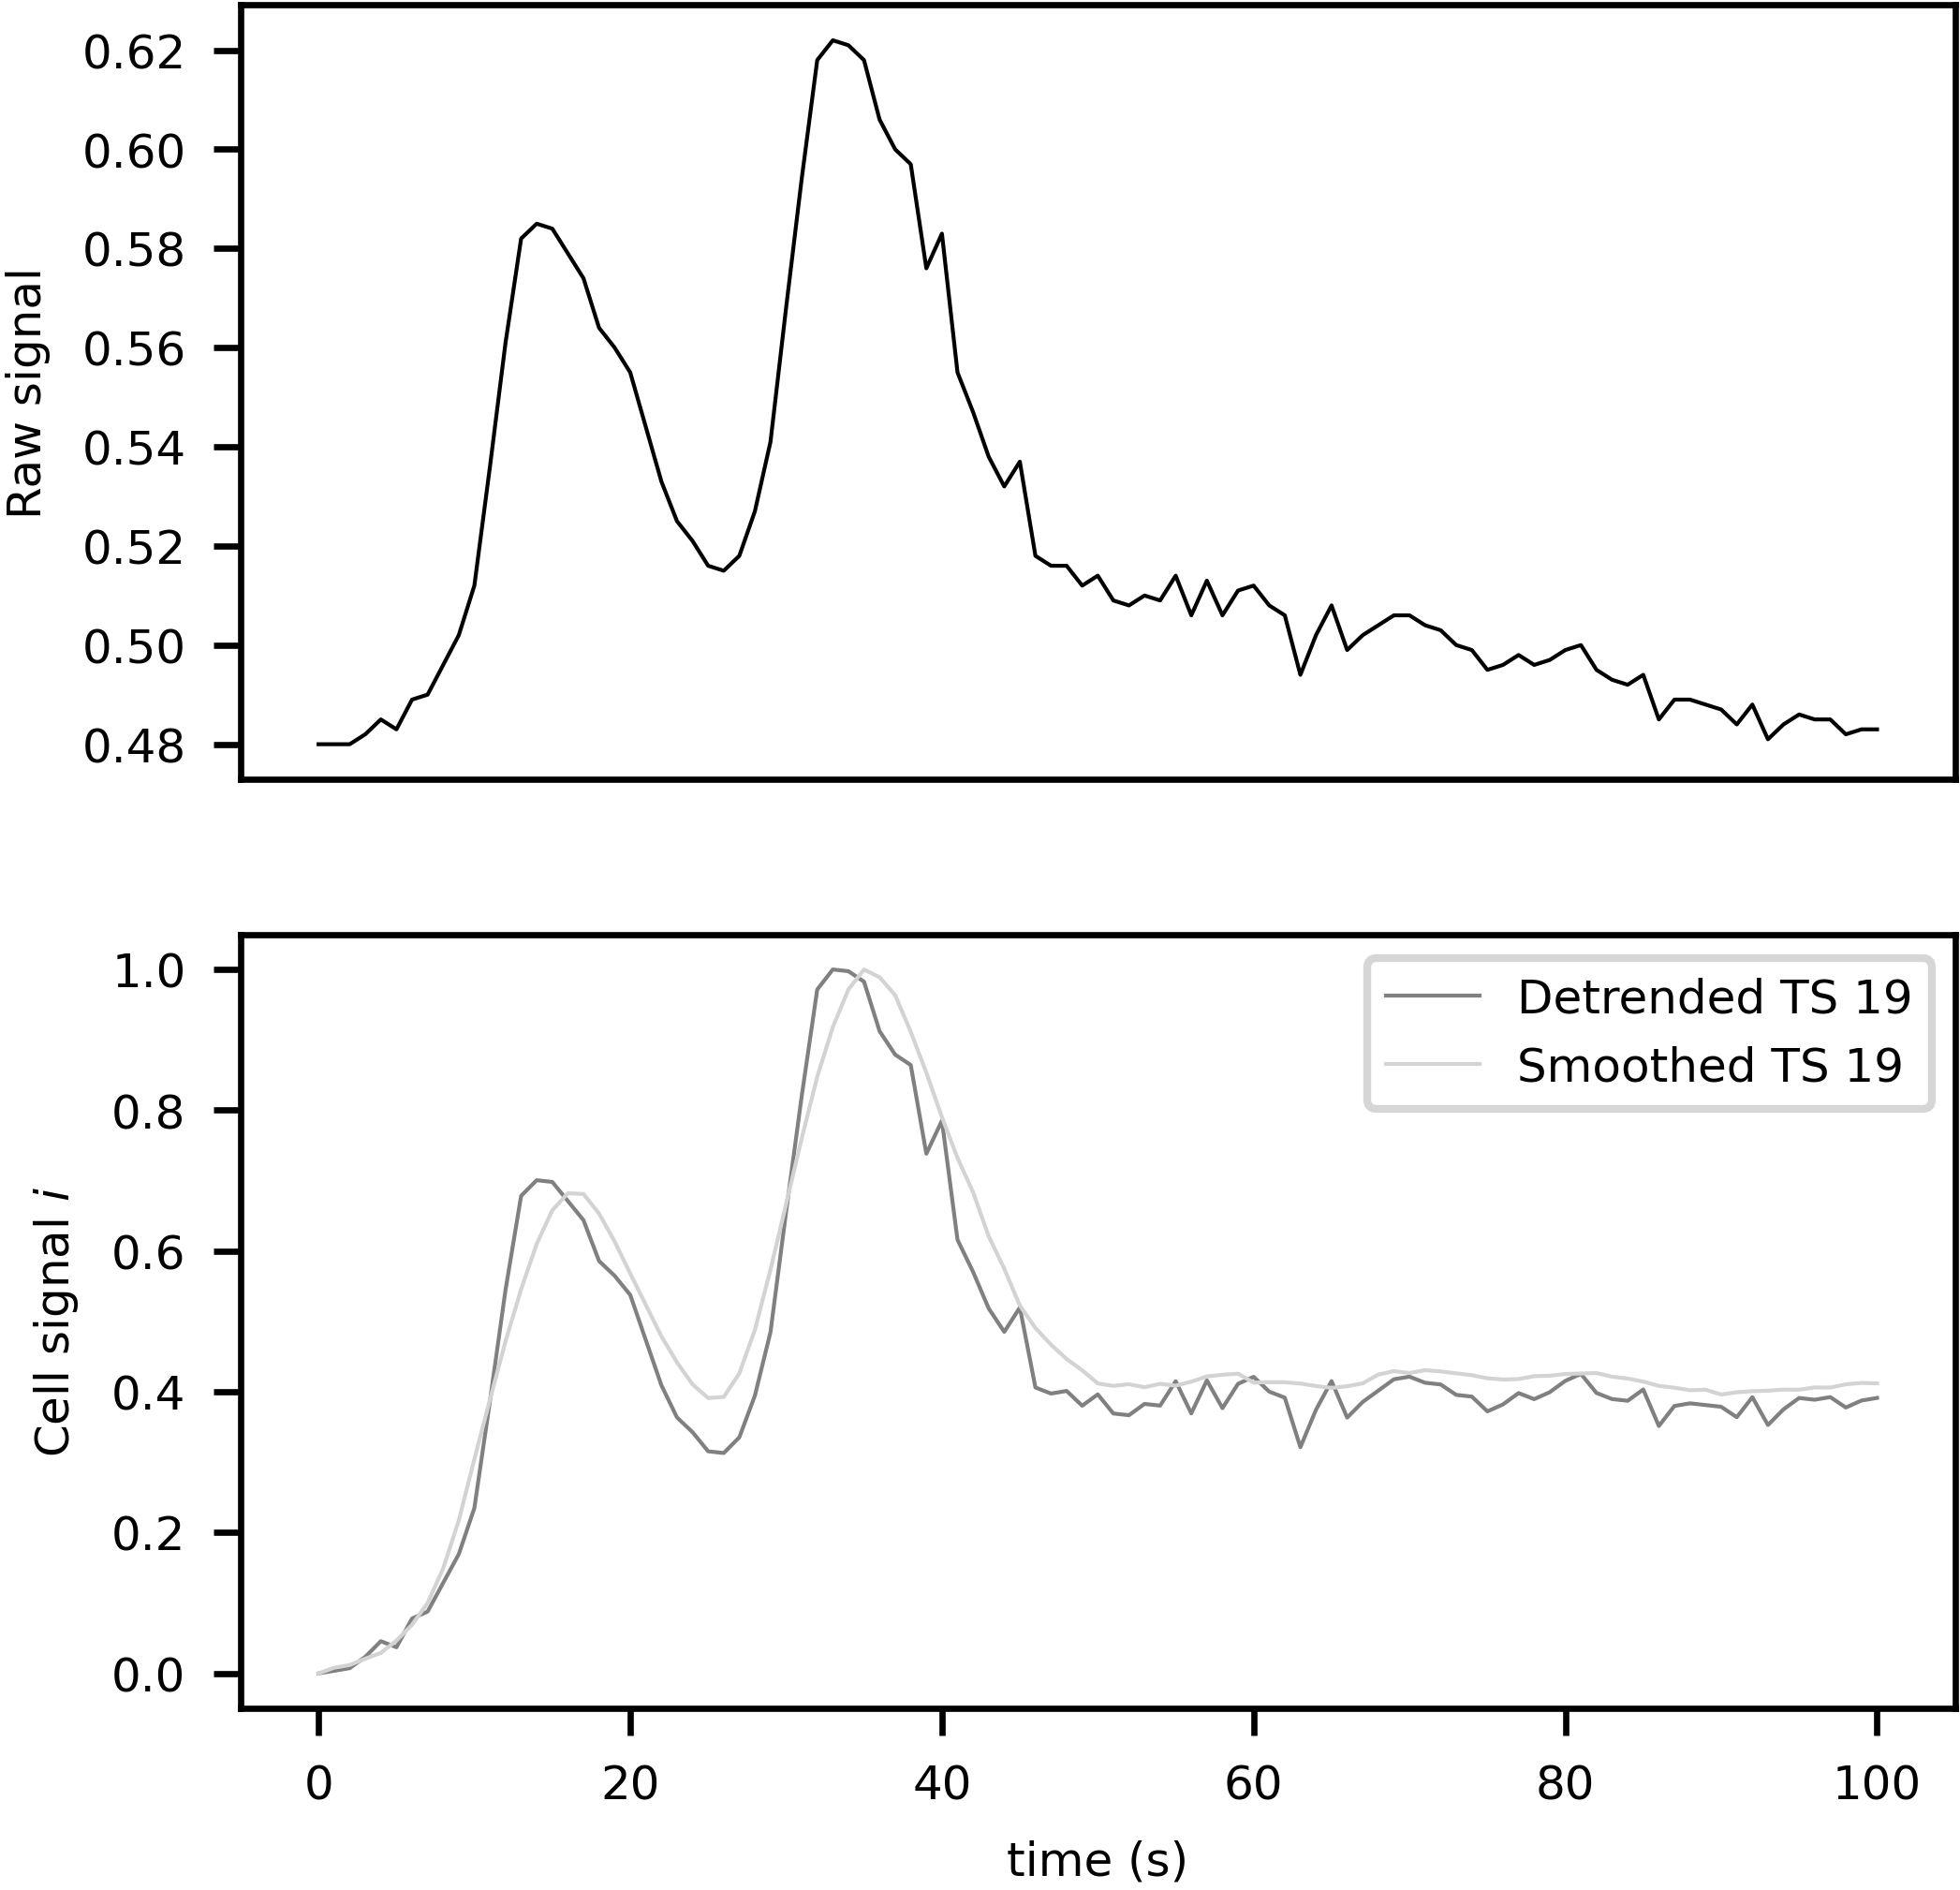 Raw signal
0.62
0.60
0.58
0.56
0.54
0.52
0.50
0.48
Cell signal i
1.0
0.8
0.6
0.4
0.2
0.0
Detrended TS 19
Smoothed TS 19
0 20 40 60 80 100
time (s)